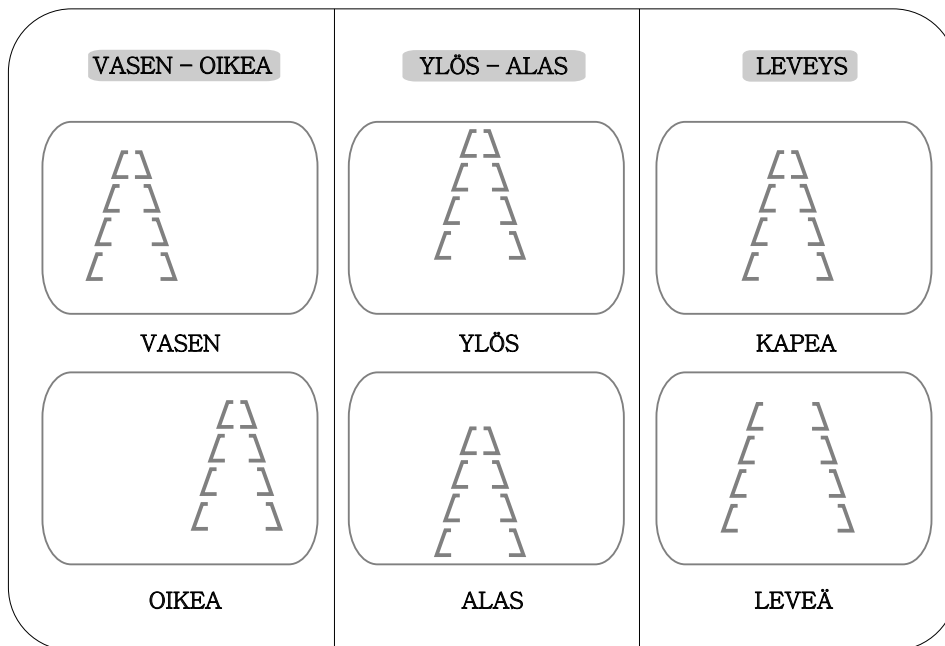 VASEN – OIKEA
YLÖS – ALAS
LEVEYS
VASEN
YLÖS
KAPEA
OIKEA
ALAS
LEVEÄ